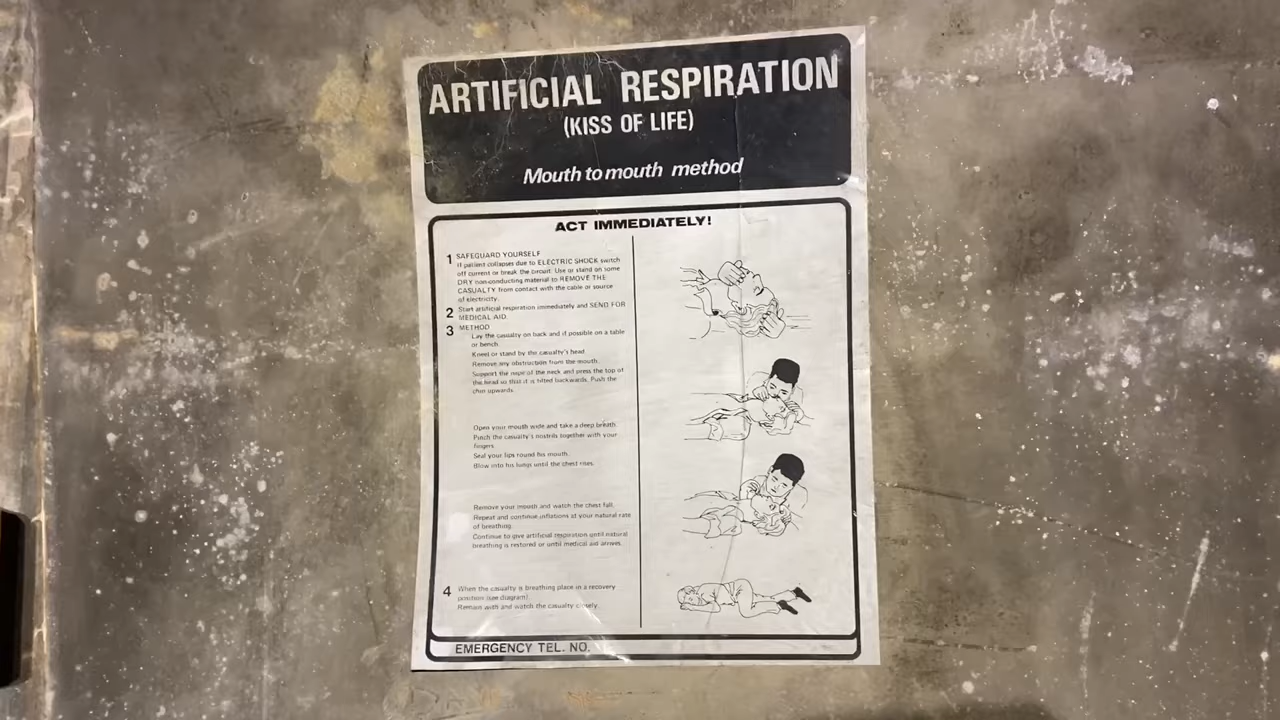 ARTIFICIAL RESPIRATION
(KISS OF LIFE)
Mouth to mouth method
ACT IMMEDIATELY!
1 SAFEGUARD YOURSELF
If patient collapses due to ELECTRIC SHOCK switch
off current or break the circuit. Use or stand on some
DRY non-conducting material to REMOVE THE
CASUALTY from contact with the cable or source
of electricity.
2 Start artificial respiration immediately and SEND FOR
MEDICAL AID.
3 METHOD
Lay the casualty on back and if possible on a table
or bench.
Kneel or stand by the casualty's head.
Remove any obstruction from the mouth.
Support the nape of the neck and press the top of
the head so that it is tilted backwards. Push the
chin upwards.
Open your mouth wide and take a deep breath.
Pinch the casualty's nostrils together with your
fingers.
Seal your lips round his mouth.
Blow into his lungs until the chest rises.
Remove your mouth and watch the chest fall.
Repeat and continue inflations at your natural rate
of breathing.
Continue to give artificial respiration until natural
breathing is restored or until medical aid arrives.
4 When the casualty is breathing place in a recovery
position (see diagram).
Remain with and watch the casualty closely.
EMERGENCY TEL. NO.